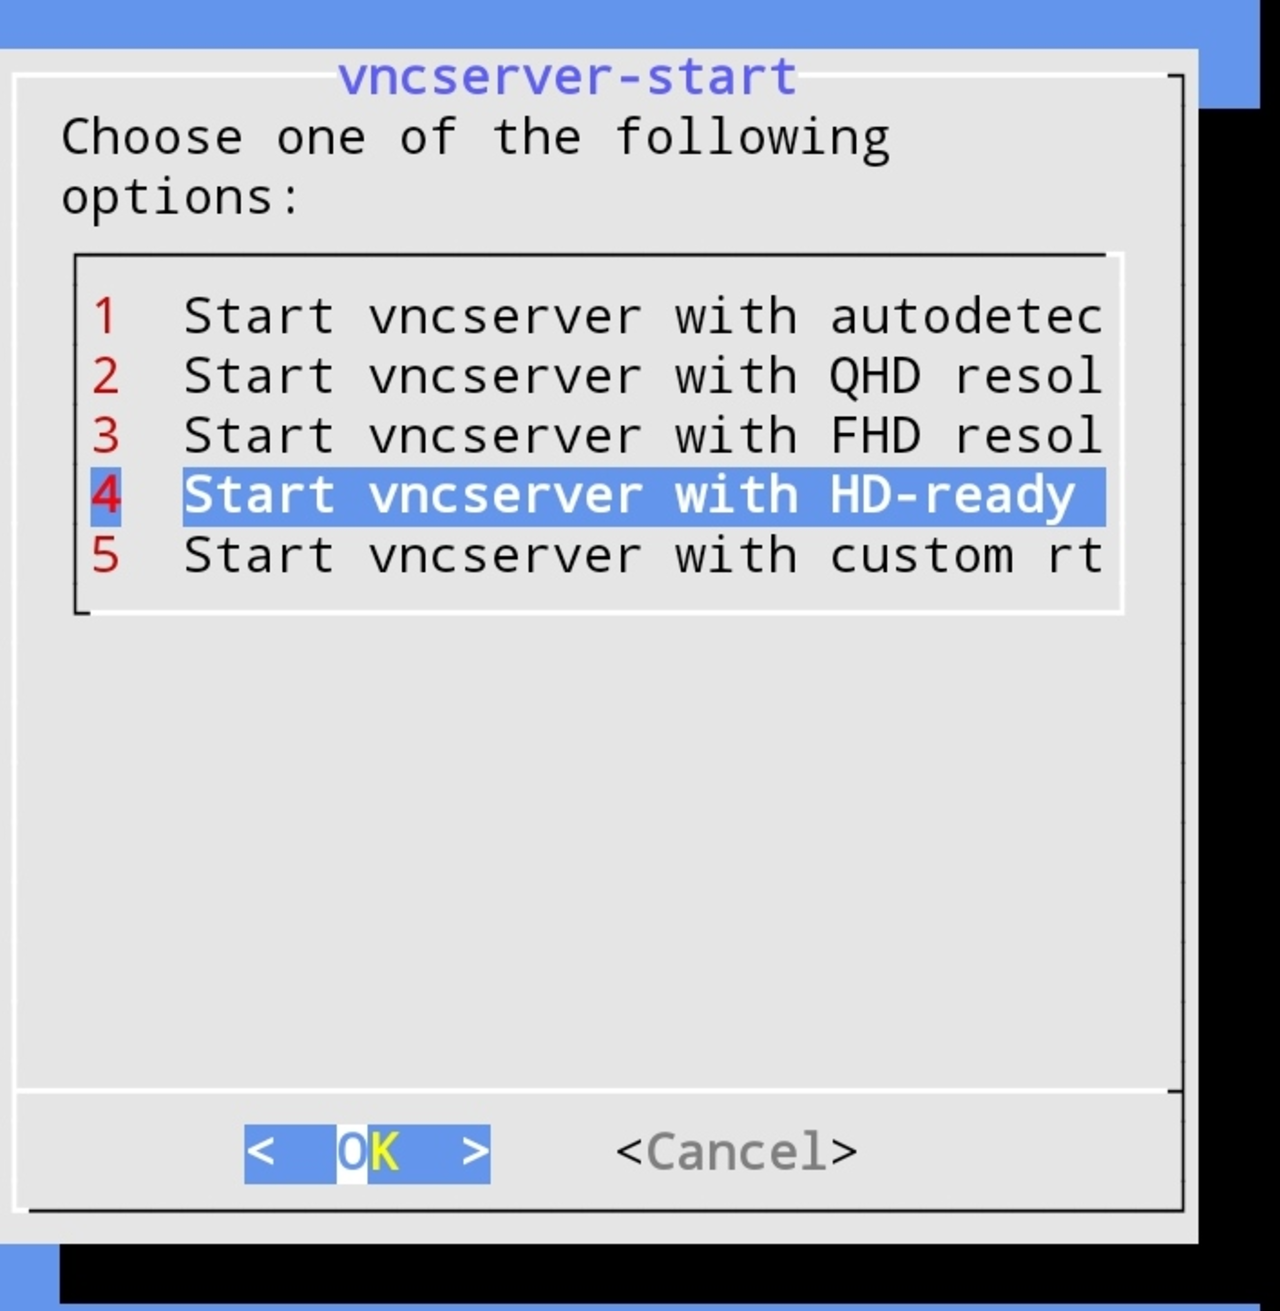 vncserver-start
Choose one of the following
options:
1 Start vncserver with autodetec
2 Start vncserver with QHD resol
3 Start vncserver with FHD resol
4 Start vncserver with HD-ready
5 Start vncserver with custom rt
< OK > <Cancel>